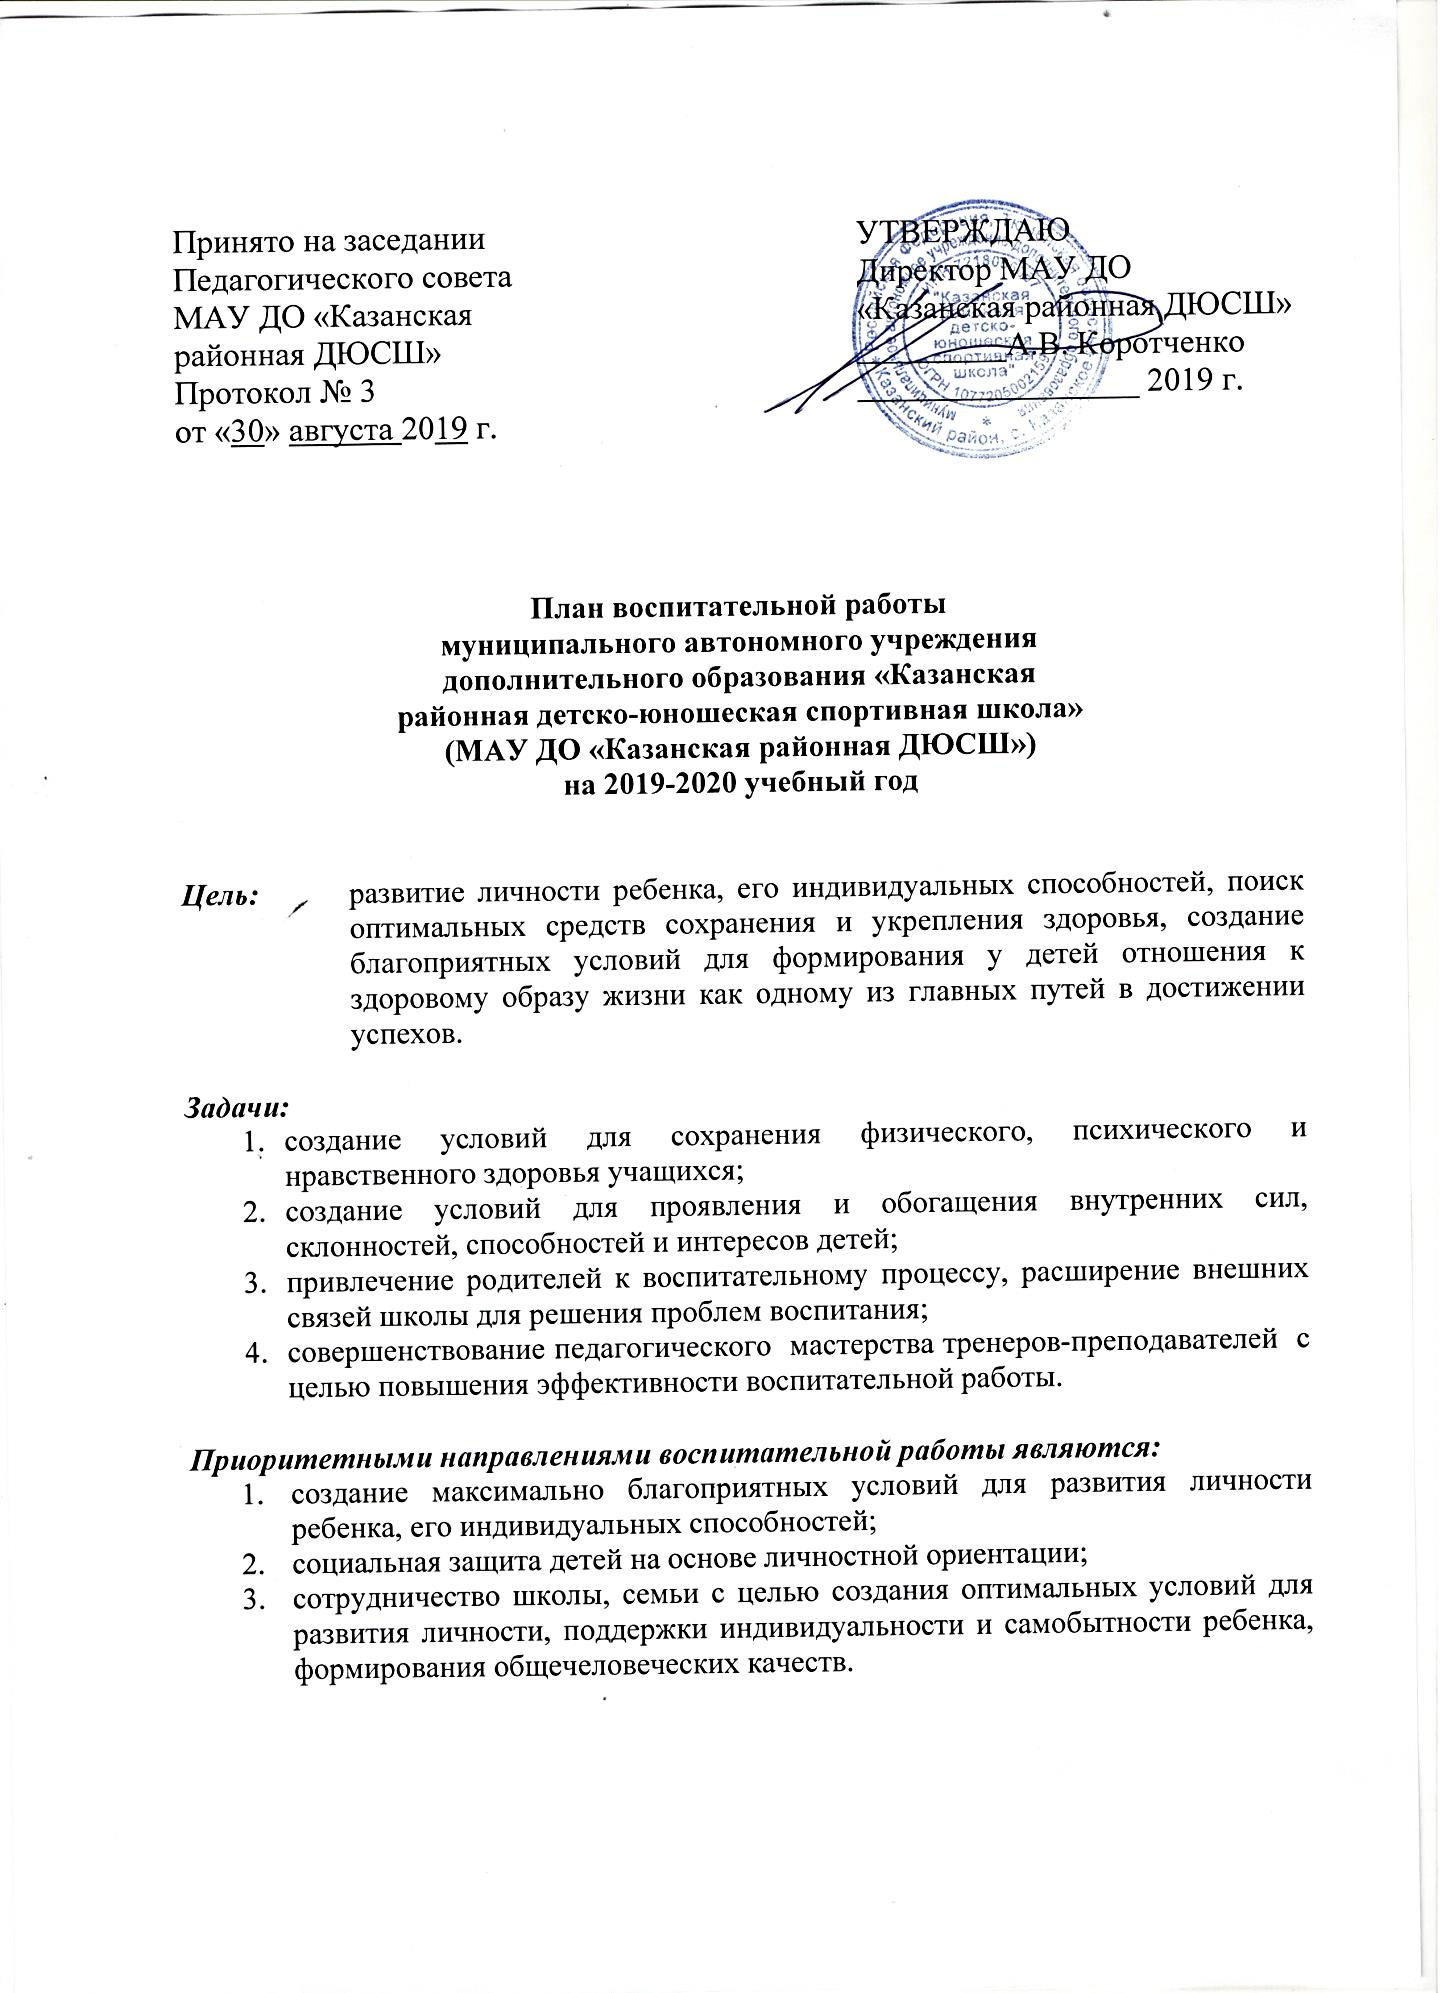 Принято на заседании
Педагогического совета
МАУ ДО «Казанская
районная ДЮСШ»
Протокол № 3
от «30» августа 2019 г.
УТВЕРЖДАЮ
Директор МАУ ДО
«Казанская районная ДЮСШ»
А.В. Коротченко
2019 г.
"Казанская
детско-
юношеская
спортивная
школа"
План воспитательной работы
муниципального автономного учреждения
дополнительного образования «Казанская
районная детско-юношеская спортивная школа»
(МАУ ДО «Казанская районная ДЮСШ»)
на 2019-2020 учебный год
Цель: развитие личности ребенка, его индивидуальных способностей, поиск
оптимальных средств сохранения и укрепления здоровья, создание
благоприятных условий для формирования у детей отношения к
здоровому образу жизни как одному из главных путей в достижении
успехов.
Задачи:
1. создание условий для сохранения физического, психического и
нравственного здоровья учащихся;
2. создание условий для проявления и обогащения внутренних сил,
склонностей, способностей и интересов детей;
3. привлечение родителей к воспитательному процессу, расширение внешних
связей школы для решения проблем воспитания;
4. совершенствование педагогического мастерства тренеров-преподавателей с
целью повышения эффективности воспитательной работы.
Приоритетными направлениями воспитательной работы являются:
1. создание максимально благоприятных условий для развития личности
ребенка, его индивидуальных способностей;
2. социальная защита детей на основе личностной ориентации;
3. сотрудничество школы, семьи с целью создания оптимальных условий для
развития личности, поддержки индивидуальности и самобытности ребенка,
формирования общечеловеческих качеств.